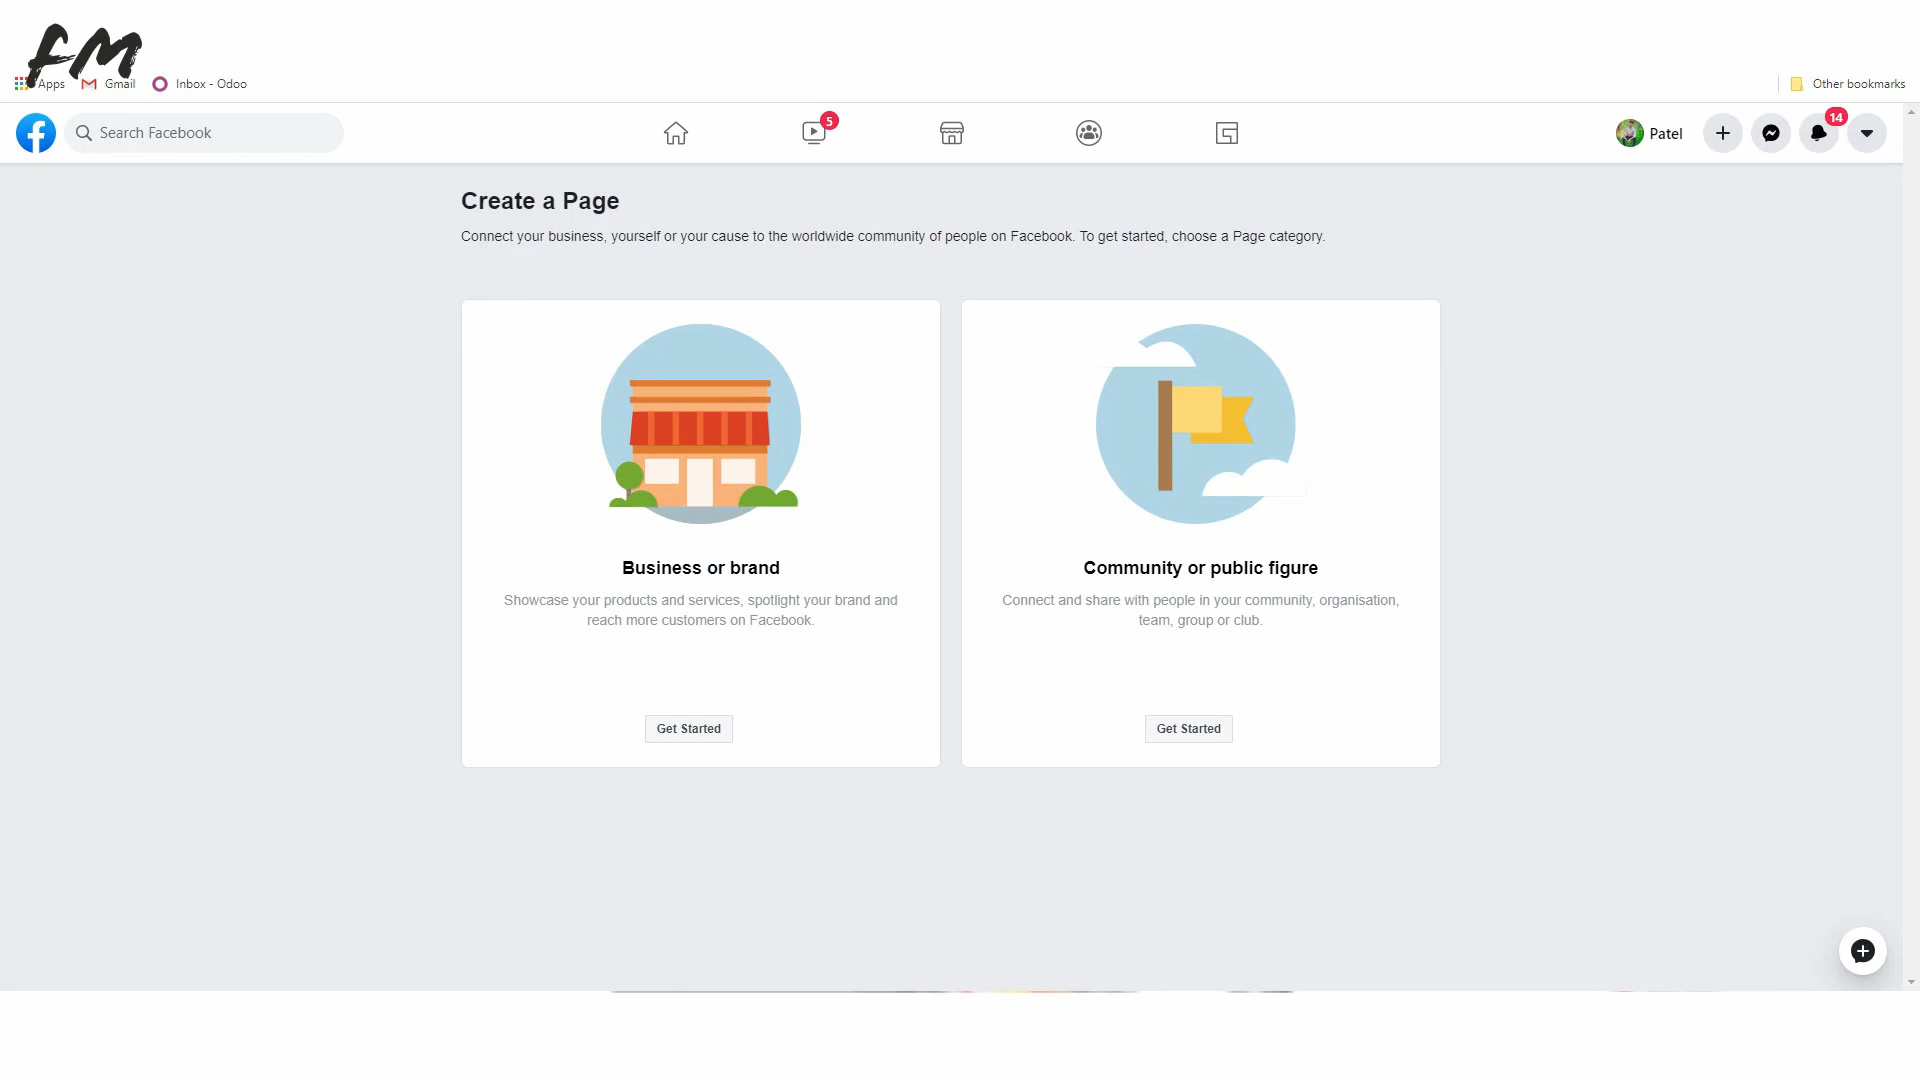 FM
Apps Gmail Inbox - Odoo Other bookmarks
Search Facebook 5 Patel 14
Create a Page
Connect your business, yourself or your cause to the worldwide community of people on Facebook. To get started, choose a Page category.
Business or brand
Showcase your products and services, spotlight your brand and
reach more customers on Facebook.
Get Started
Community or public figure
Connect and share with people in your community, organisation,
team, group or club.
Get Started